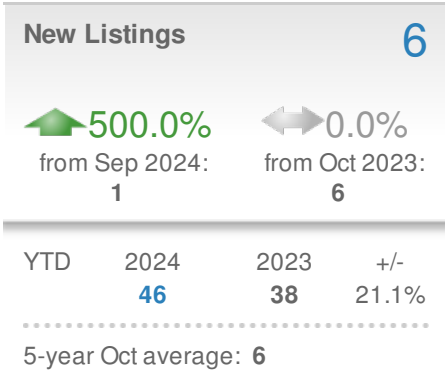 New Listings 6
500.0% 0.0%
from Sep 2024: from Oct 2023:
1 6
YTD 2024 2023 +/-
46 38 21.1%
5-year Oct average: 6